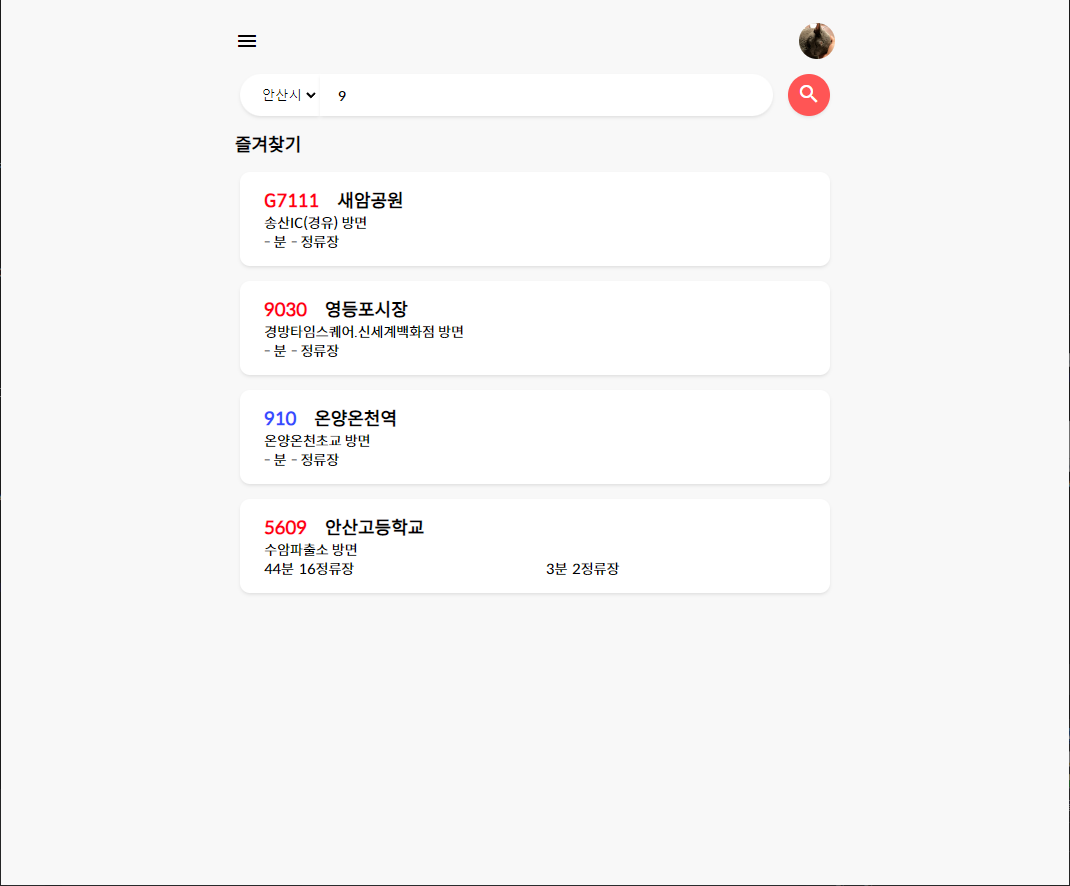 안산시 9
즐겨찾기
G7111 새암공원
송산IC(경유) 방면
- 분 - 정류장
9030 영등포시장
경방타임스퀘어.신세계백화점 방면
- 분 - 정류장
910 온양온천역
온양온천초교 방면
- 분 - 정류장
5609 안산고등학교
수암파출소 방면
44분 16정류장 3분 2정류장